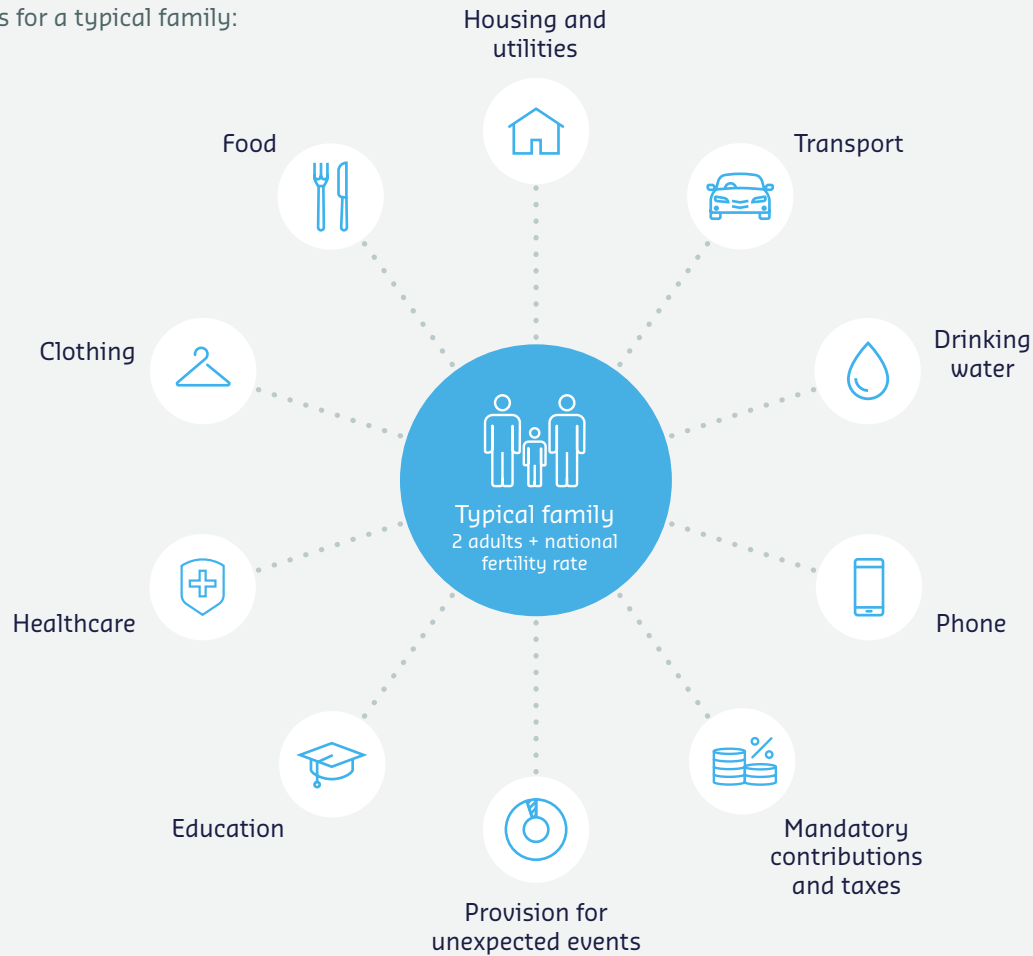 s for a typical family:
Housing and
utilities
Food
Transport
Clothing
Drinking
water
Typical family
2 adults + national
fertility rate
Healthcare
Phone
Education
Mandatory
contributions
and taxes
Provision for
unexpected events